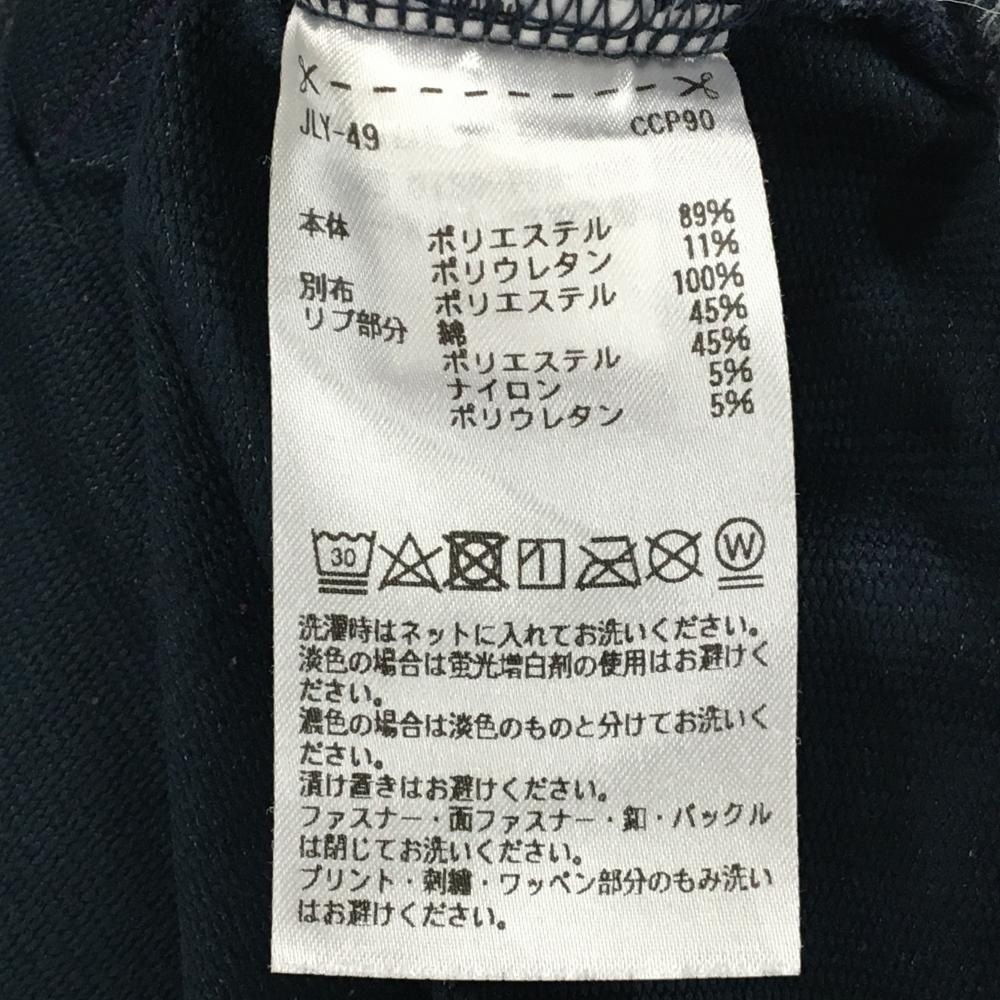 JLY-49 CCP90
本体 ポリエステル 89%
ポリウレタン 11%
別布 ポリエステル 100%
リブ部分 綿 45%
ポリエステル 45%
ナイロン 5%
ポリウレタン 5%
30 W
洗濯時はネットに入れてお洗いください。
淡色の場合は蛍光増白剤の使用はお避けく
ださい。
濃色の場合は淡色のものと分けてお洗いく
ださい。
漬け置きはお避けください。
ファスナー・面ファスナー・釦・バックル
は閉じてお洗いください。
プリント・刺繍・ワッペン部分のもみ洗い
はお避けください。